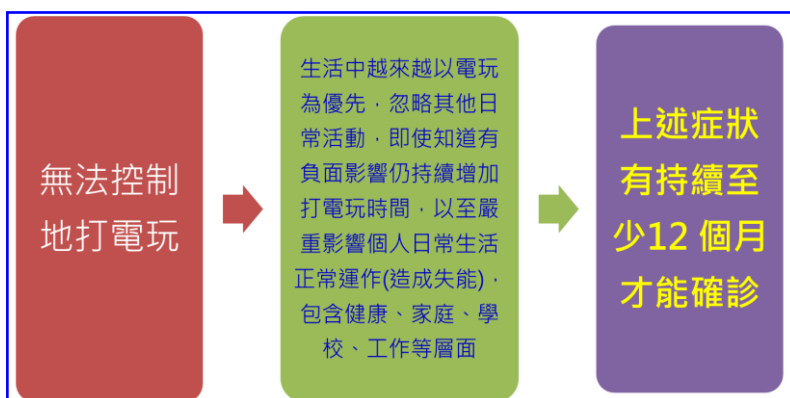 無法控制
地打電玩
生活中越來越以電玩
為優先，忽略其他日
常活動，即使知道有
負面影響仍持續增加
打電玩時間，以至嚴
重影響個人日常生活
正常運作(造成失能)，
包含健康、家庭、學
校、工作等層面
上述症狀
有持續至
少12 個月
才能確診